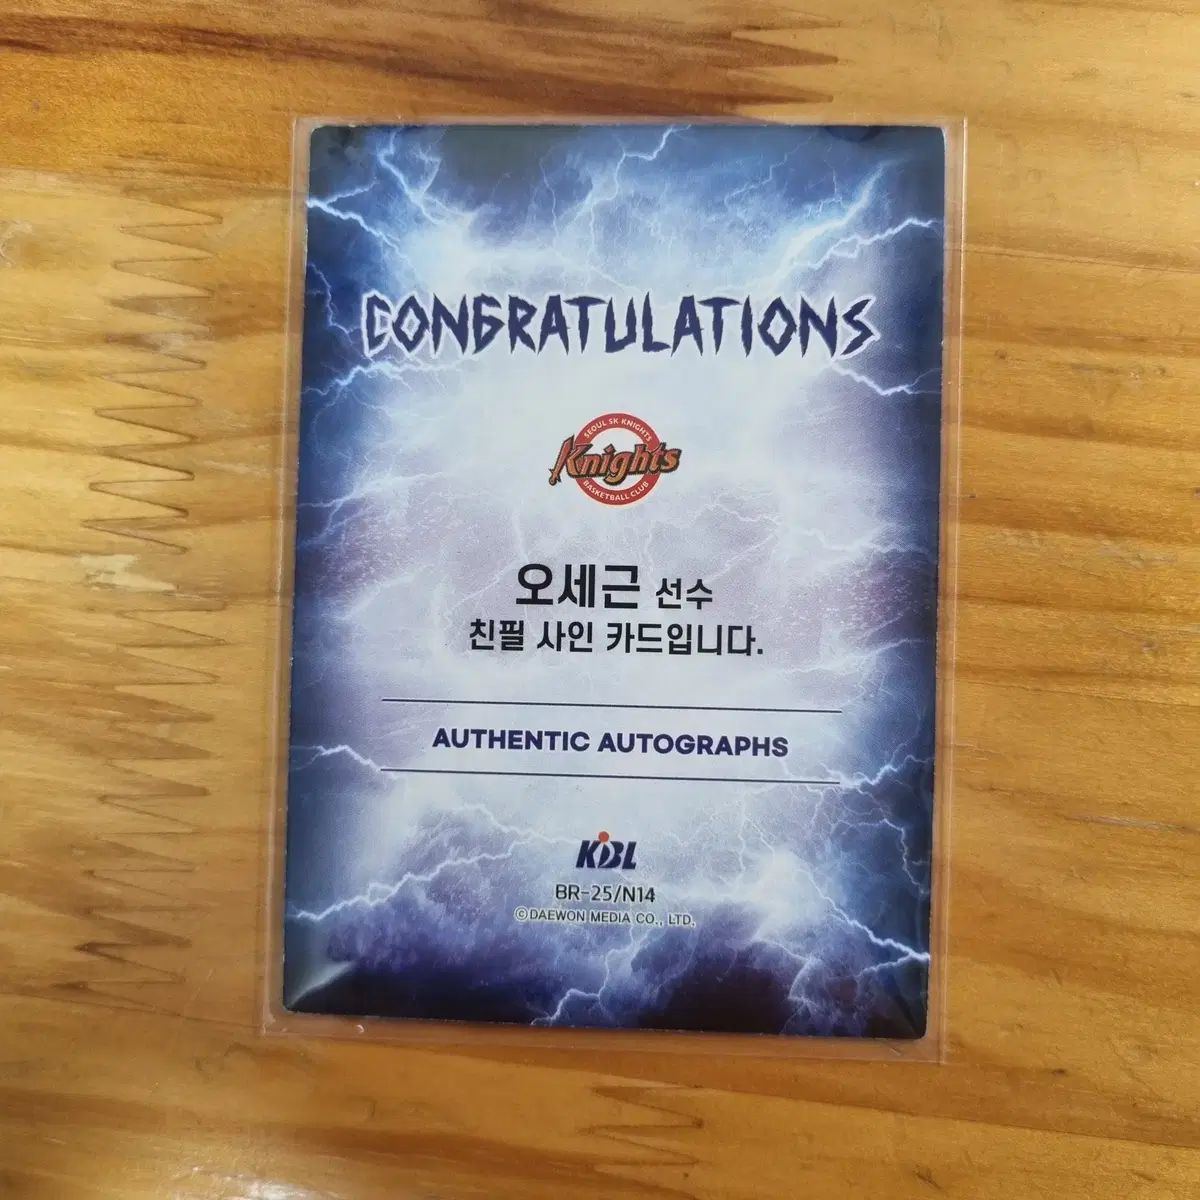 CONGRATULATIONS
SEOUL SK KNIGHTS
Knights
BASKETBALL CLUB
오세근 선수
친필 사인 카드입니다.
AUTHENTIC AUTOGRAPHS
KBL
BR-25/N14
©DAEWON MEDIA CO., LTD.